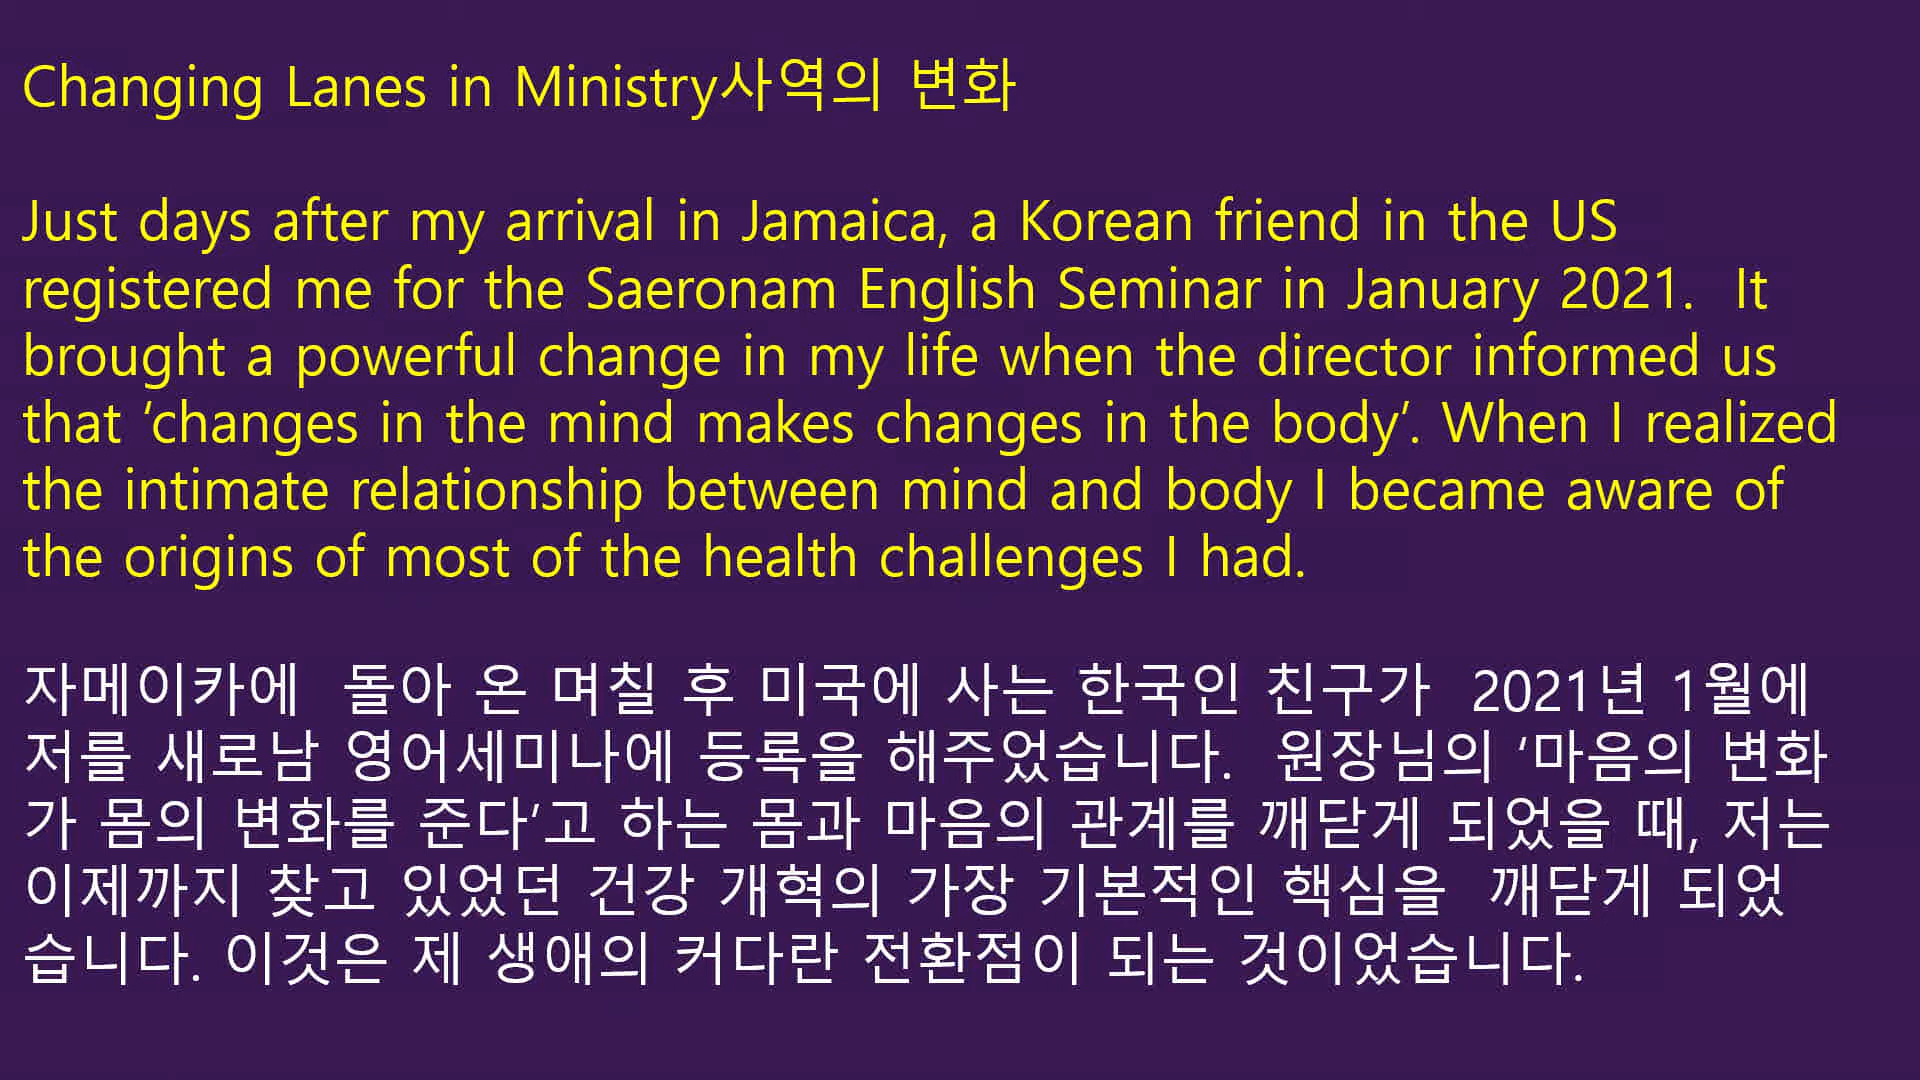 Changing Lanes in Ministry사역의 변화
Just days after my arrival in Jamaica, a Korean friend in the US
registered me for the Saeronam English Seminar in January 2021.  It
brought a powerful change in my life when the director informed us
that ‘changes in the mind makes changes in the body’. When I realized
the intimate relationship between mind and body I became aware of
the origins of most of the health challenges I had.
자메이카에  돌아 온 며칠 후 미국에 사는 한국인 친구가  2021년 1월에
저를 새로남 영어세미나에 등록을 해주었습니다.  원장님의 ‘마음의 변화
가 몸의 변화를 준다’고 하는 몸과 마음의 관계를 깨닫게 되었을 때, 저는
이제까지 찾고 있었던 건강 개혁의 가장 기본적인 핵심을  깨닫게 되었
습니다. 이것은 제 생애의 커다란 전환점이 되는 것이었습니다.